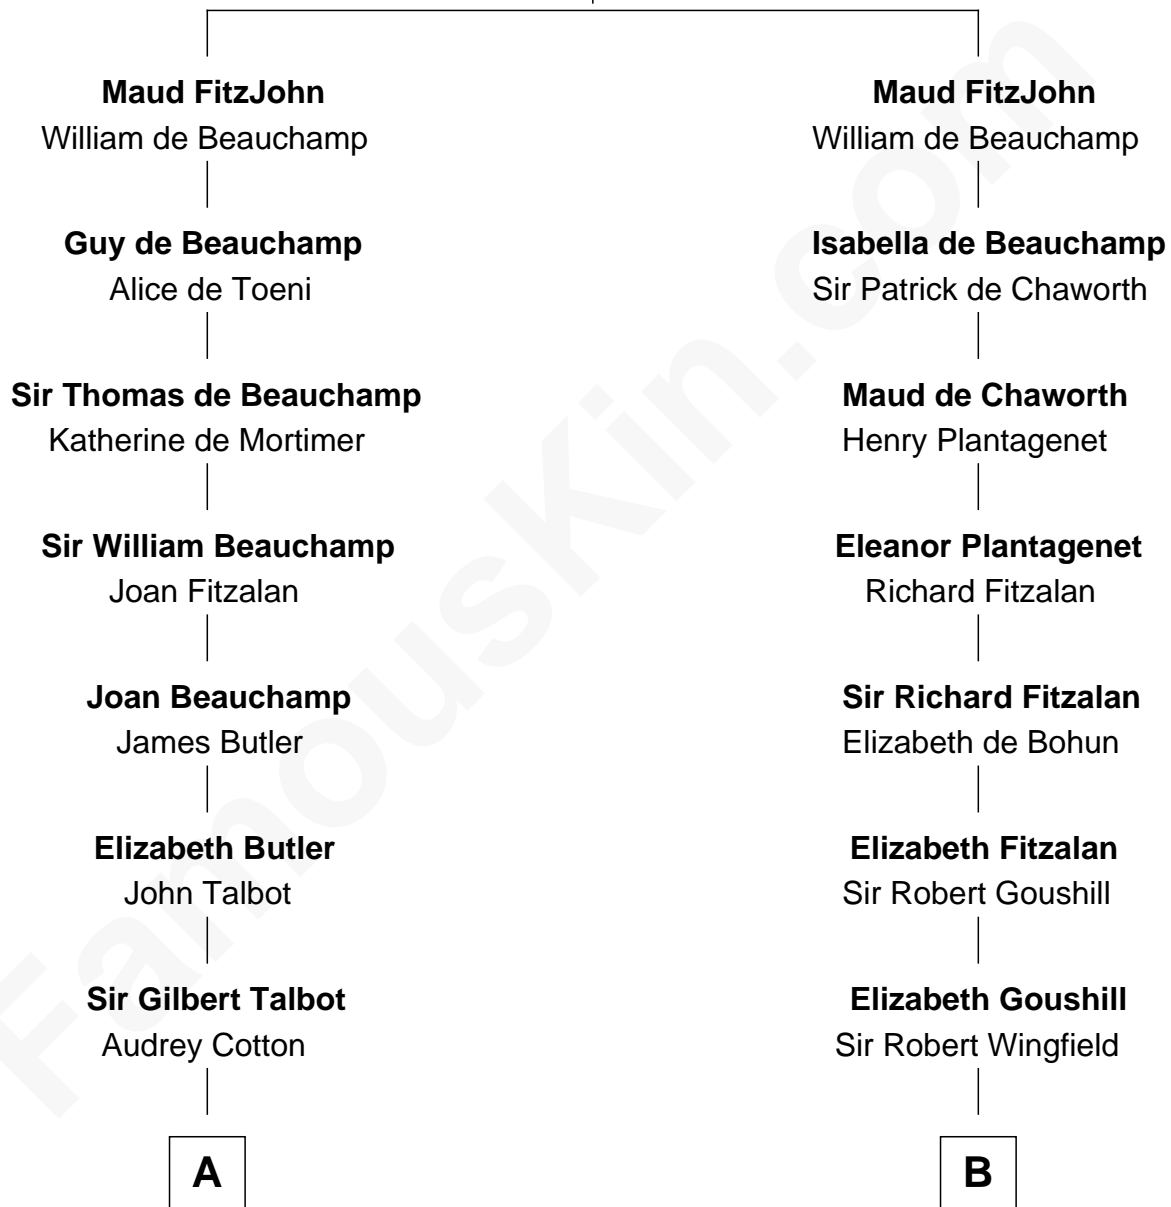 Maud FitzJohn
William de Beauchamp
Guy de Beauchamp
Alice de Toeni
Sir Thomas de Beauchamp
Katherine de Mortimer
Sir William Beauchamp
Joan Fitzalan
Joan Beauchamp
James Butler
Elizabeth Butler
John Talbot
Sir Gilbert Talbot
Audrey Cotton
A
Maud FitzJohn
William de Beauchamp
Isabella de Beauchamp
Sir Patrick de Chaworth
Maud de Chaworth
Henry Plantagenet
Eleanor Plantagenet
Richard Fitzalan
Sir Richard Fitzalan
Elizabeth de Bohun
Elizabeth Fitzalan
Sir Robert Goushill
Elizabeth Goushill
Sir Robert Wingfield
B
FamousKin.com